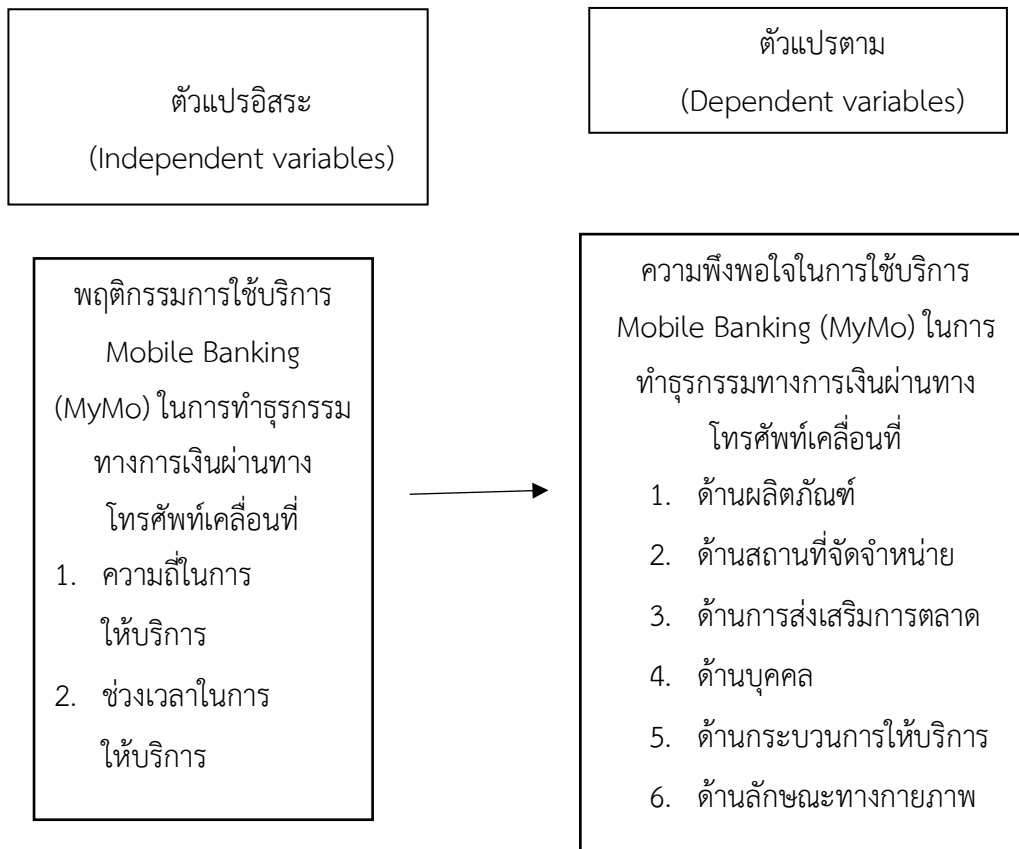 ตัวแปรอิสระ
(Independent variables)
ตัวแปรตาม
(Dependent variables)
พฤติกรรมการใช้บริการ
Mobile Banking
(MyMo) ในการทำธุรกรรม
ทางการเงินผ่านทาง
โทรศัพท์เคลื่อนที่
1. ความถี่ในการ
ให้บริการ
2. ช่วงเวลาในการ
ให้บริการ
ความพึงพอใจในการใช้บริการ
Mobile Banking (MyMo) ในการ
ทำธุรกรรมทางการเงินผ่านทาง
โทรศัพท์เคลื่อนที่
1. ด้านผลิตภัณฑ์
2. ด้านสถานที่จัดจำหน่าย
3. ด้านการส่งเสริมการตลาด
4. ด้านบุคคล
5. ด้านกระบวนการให้บริการ
6. ด้านลักษณะทางกายภาพ